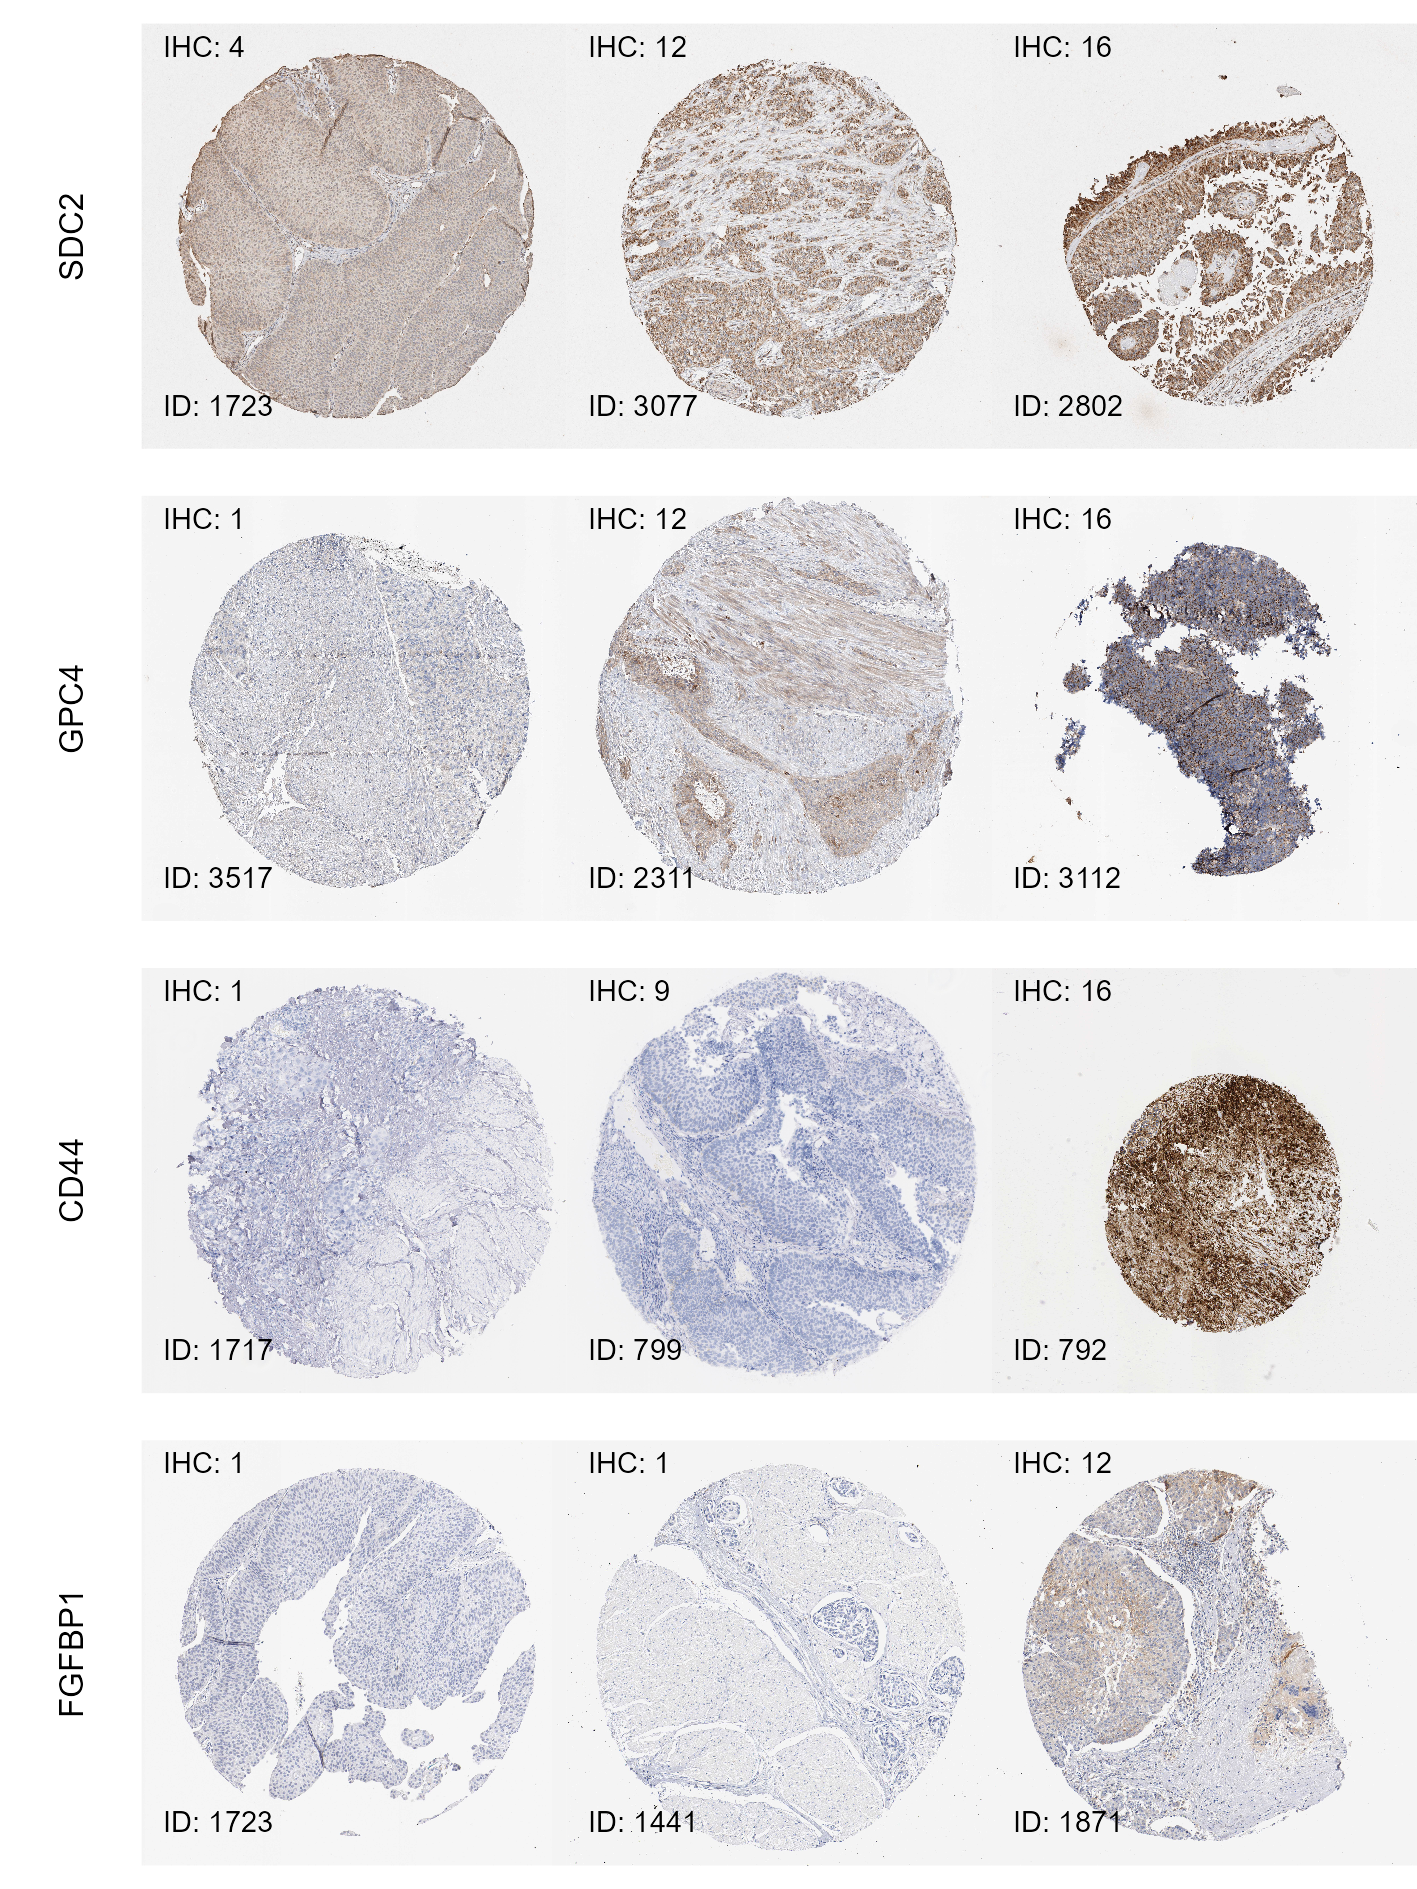 SDC2
IHC: 4
IHC: 12
IHC: 16
ID: 1723
ID: 3077
ID: 2802
GPC4
IHC: 1
IHC: 12
IHC: 16
ID: 3517
ID: 2311
ID: 3112
CD44
IHC: 1
IHC: 9
IHC: 16
ID: 1717
ID: 799
ID: 792
FGFBP1
IHC: 1
IHC: 1
IHC: 12
ID: 1723
ID: 1441
ID: 1871